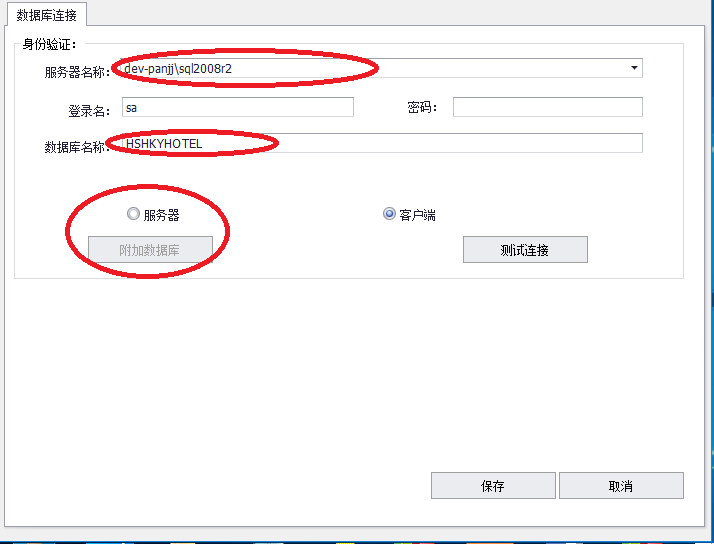 数据库连接
身份验证：
服务器名称： dev-panjj\sql2008r2
登录名： sa 密码：
数据库名称： HSHKYHOTEL
服务器 客户端
附加数据库 测试连接
保存 取消